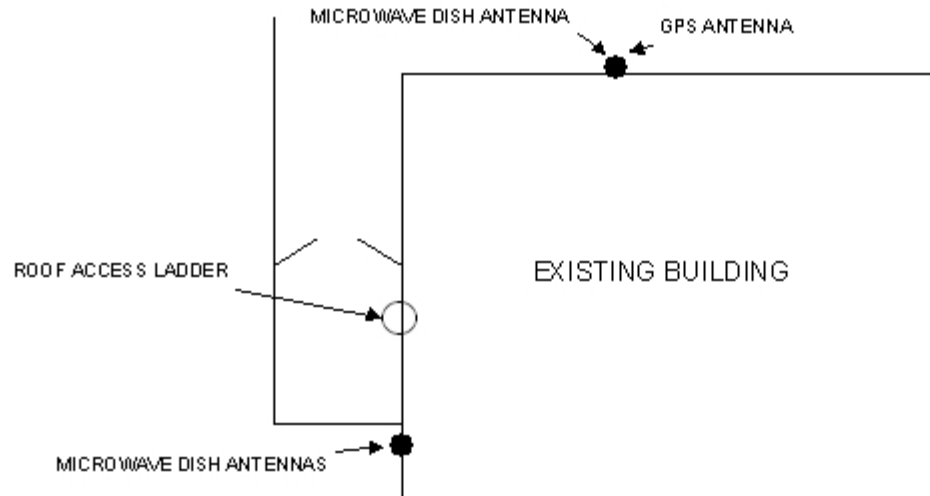 MICROWAVE DISH ANTENNA
GPS ANTENNA
ROOF ACCESS LADDER
EXISTING BUILDING
MICROWAVE DISH ANTENNAS